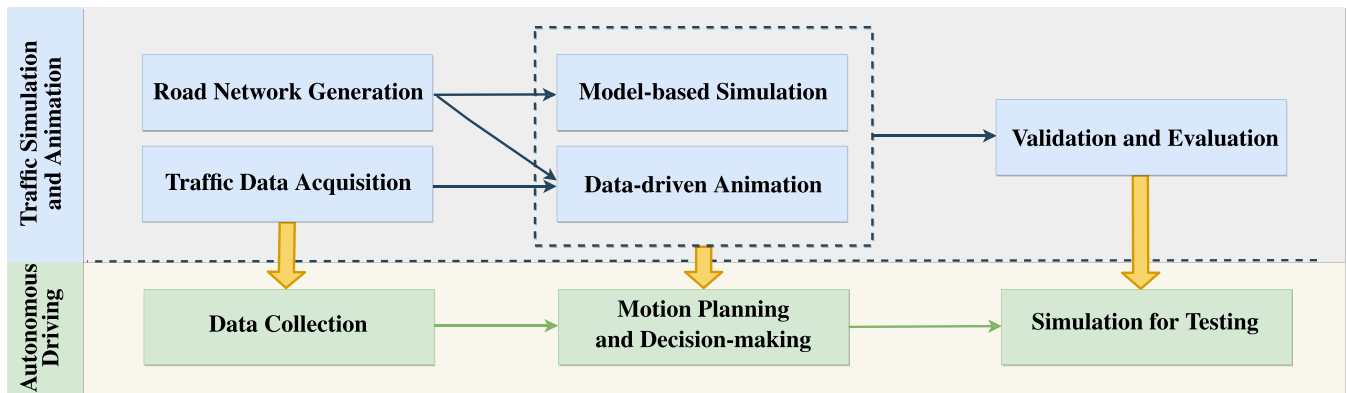 Traffic Simulation
and Animation
Road Network Generation
Traffic Data Acquisition
Model-based Simulation
Data-driven Animation
Validation and Evaluation
Autonomous
Driving
Data Collection
Motion Planning
and Decision-making
Simulation for Testing